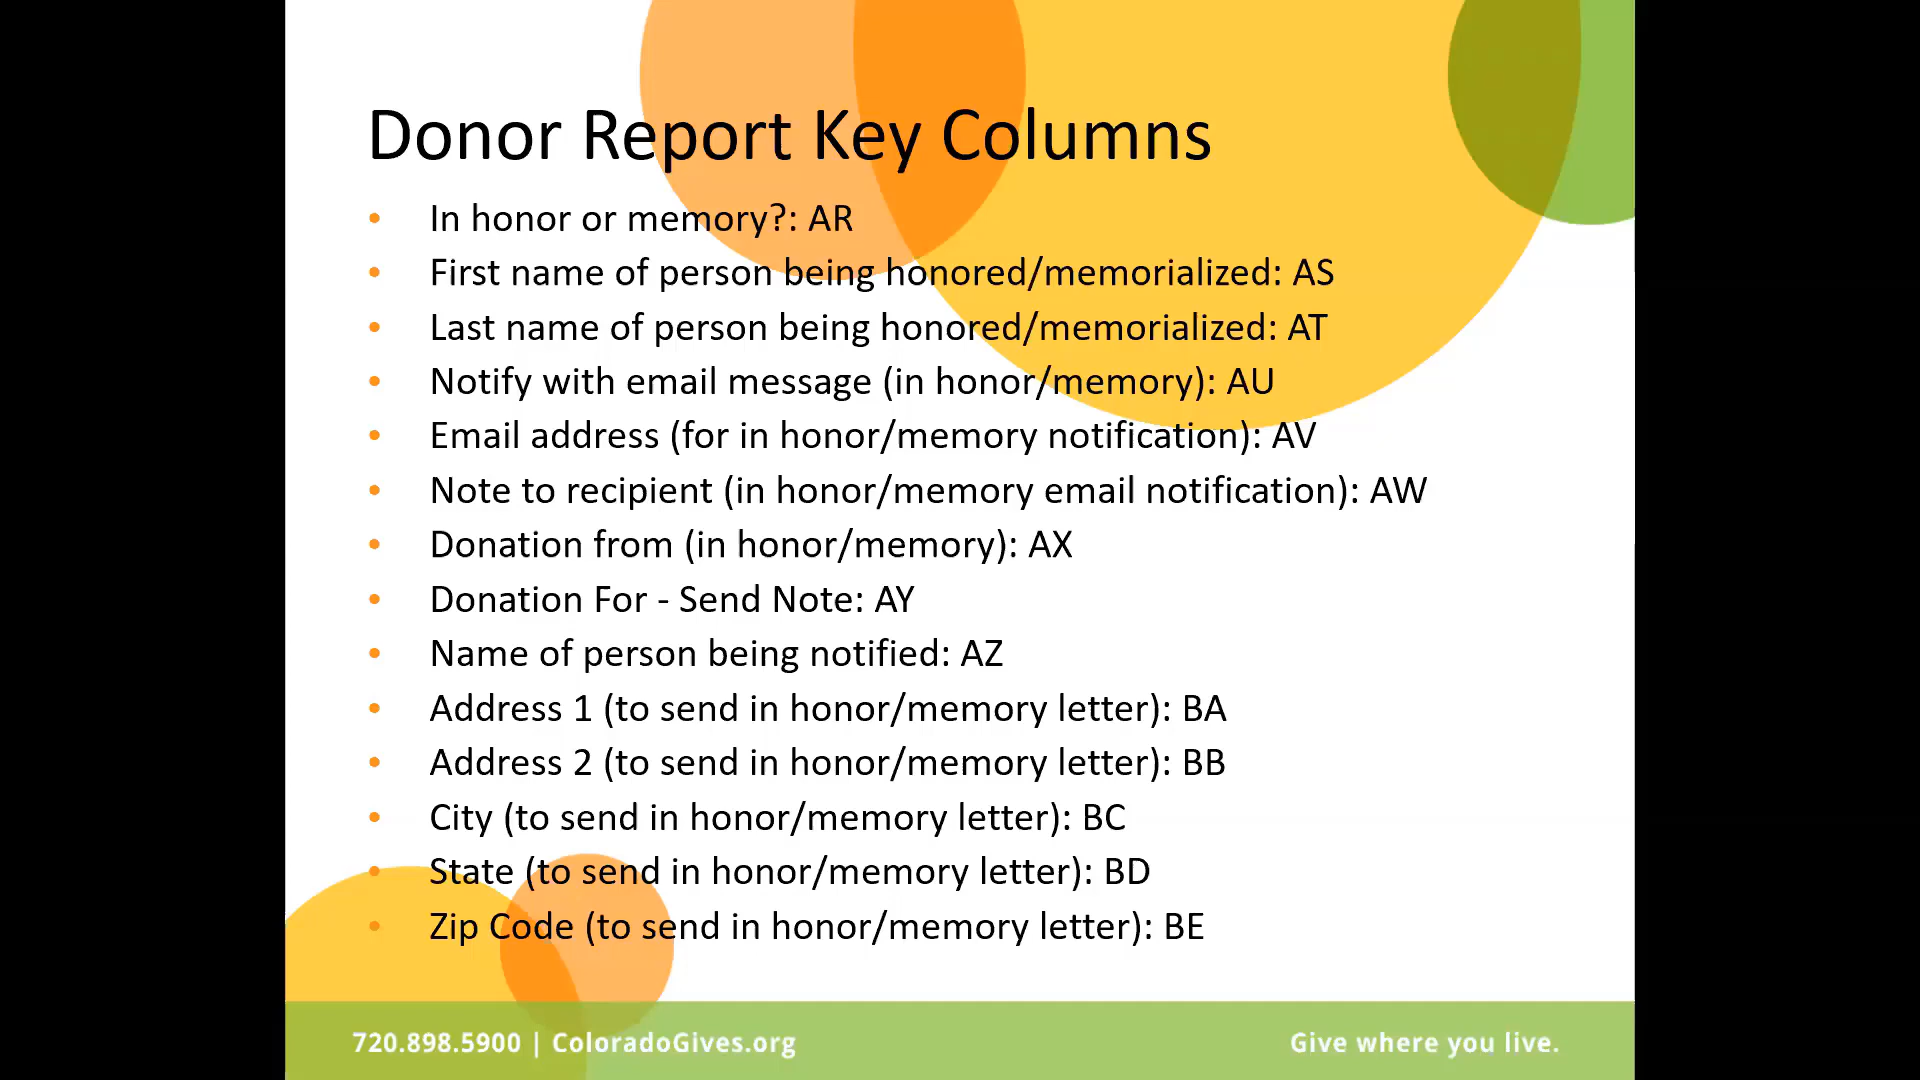 Donor Report Key Columns
• In honor or memory?: AR
• First name of person being honored/memorialized: AS
• Last name of person being honored/memorialized: AT
• Notify with email message (in honor/memory): AU
• Email address (for in honor/memory notification): AV
• Note to recipient (in honor/memory email notification): AW
• Donation from (in honor/memory): AX
• Donation For - Send Note: AY
• Name of person being notified: AZ
• Address 1 (to send in honor/memory letter): BA
• Address 2 (to send in honor/memory letter): BB
• City (to send in honor/memory letter): BC
• State (to send in honor/memory letter): BD
• Zip Code (to send in honor/memory letter): BE
720.898.5900 | ColoradoGives.org
Give where you live.